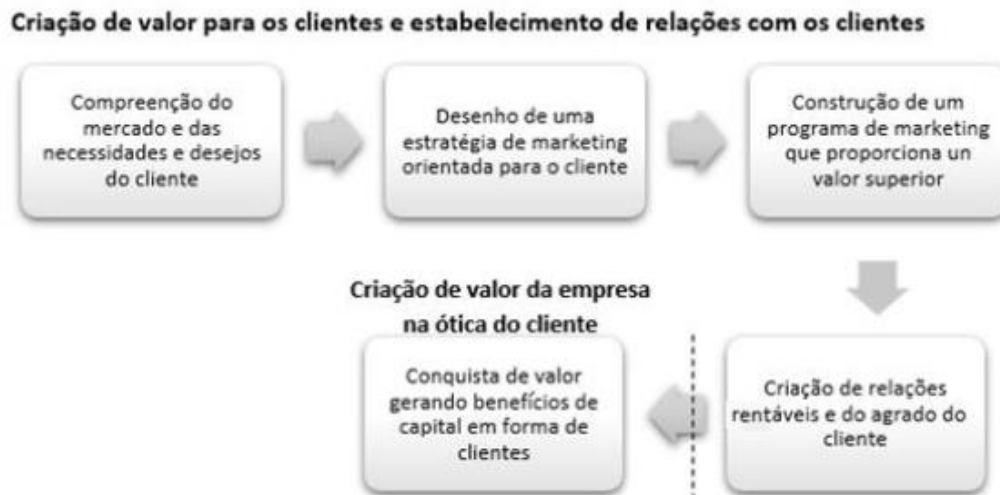 Criação de valor para os clientes e estabelecimento de relações com os clientes
Compreenção do
mercado e das
necessidades e desejos
do cliente
Desenho de uma
estratégia de marketing
orientada para o cliente
Construção de um
programa de marketing
que proporciona un
valor superior
Criação de valor da empresa
na ótica do cliente
Conquista de valor
gerando benefícios de
capital em forma de
clientes
Criação de relações
rentáveis e do agrado do
cliente